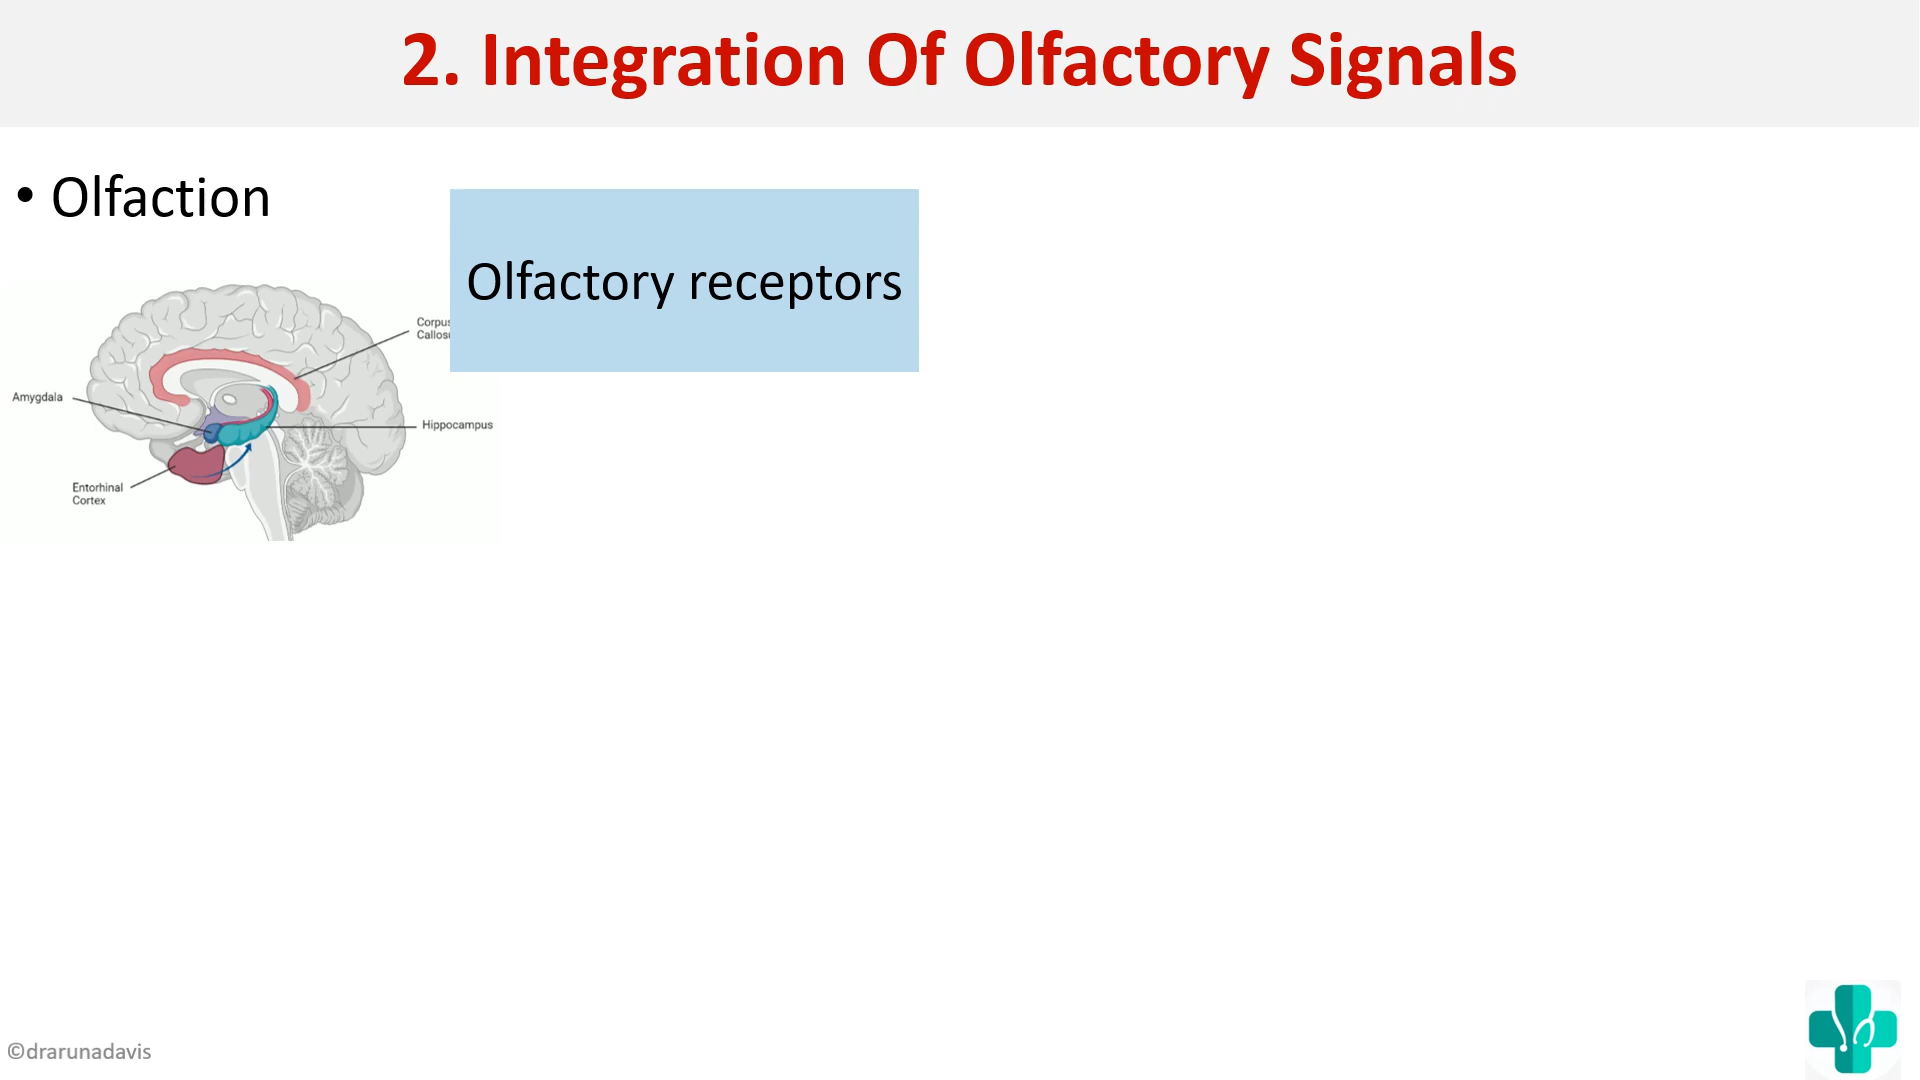 2. Integration Of Olfactory Signals
• Olfaction
Olfactory receptors
Amygdala
Hippocampus
Entorhinal
Cortex
©drarunadavis